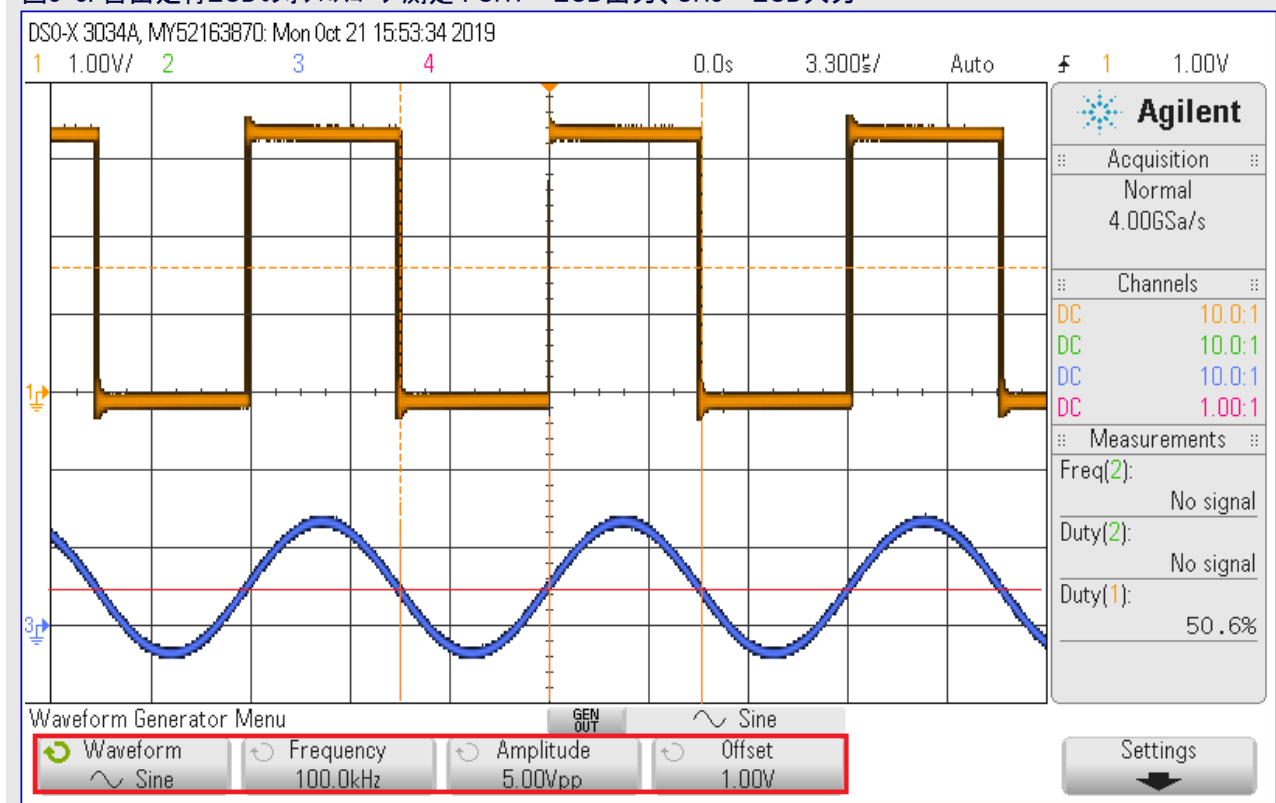 DSO-X 3034A, MY52163870: Mon Oct 21 15:53:34 2019
1 1.00V/ 2 3 4 0.0s 3.300㎲/ Auto 1 1.00V
Agilent
Acquisition
Normal
4.00GSa/s
Channels
DC 10.0:1
DC 10.0:1
DC 10.0:1
DC 1.00:1
Measurements
Freq(2):
No signal
Duty(2):
No signal
Duty(1):
50.6%
1
3
Waveform Generator Menu GEN OUT Sine
Waveform Frequency Amplitude Offset Settings
Sine 100.0kHz 5.00Vpp 1.00V